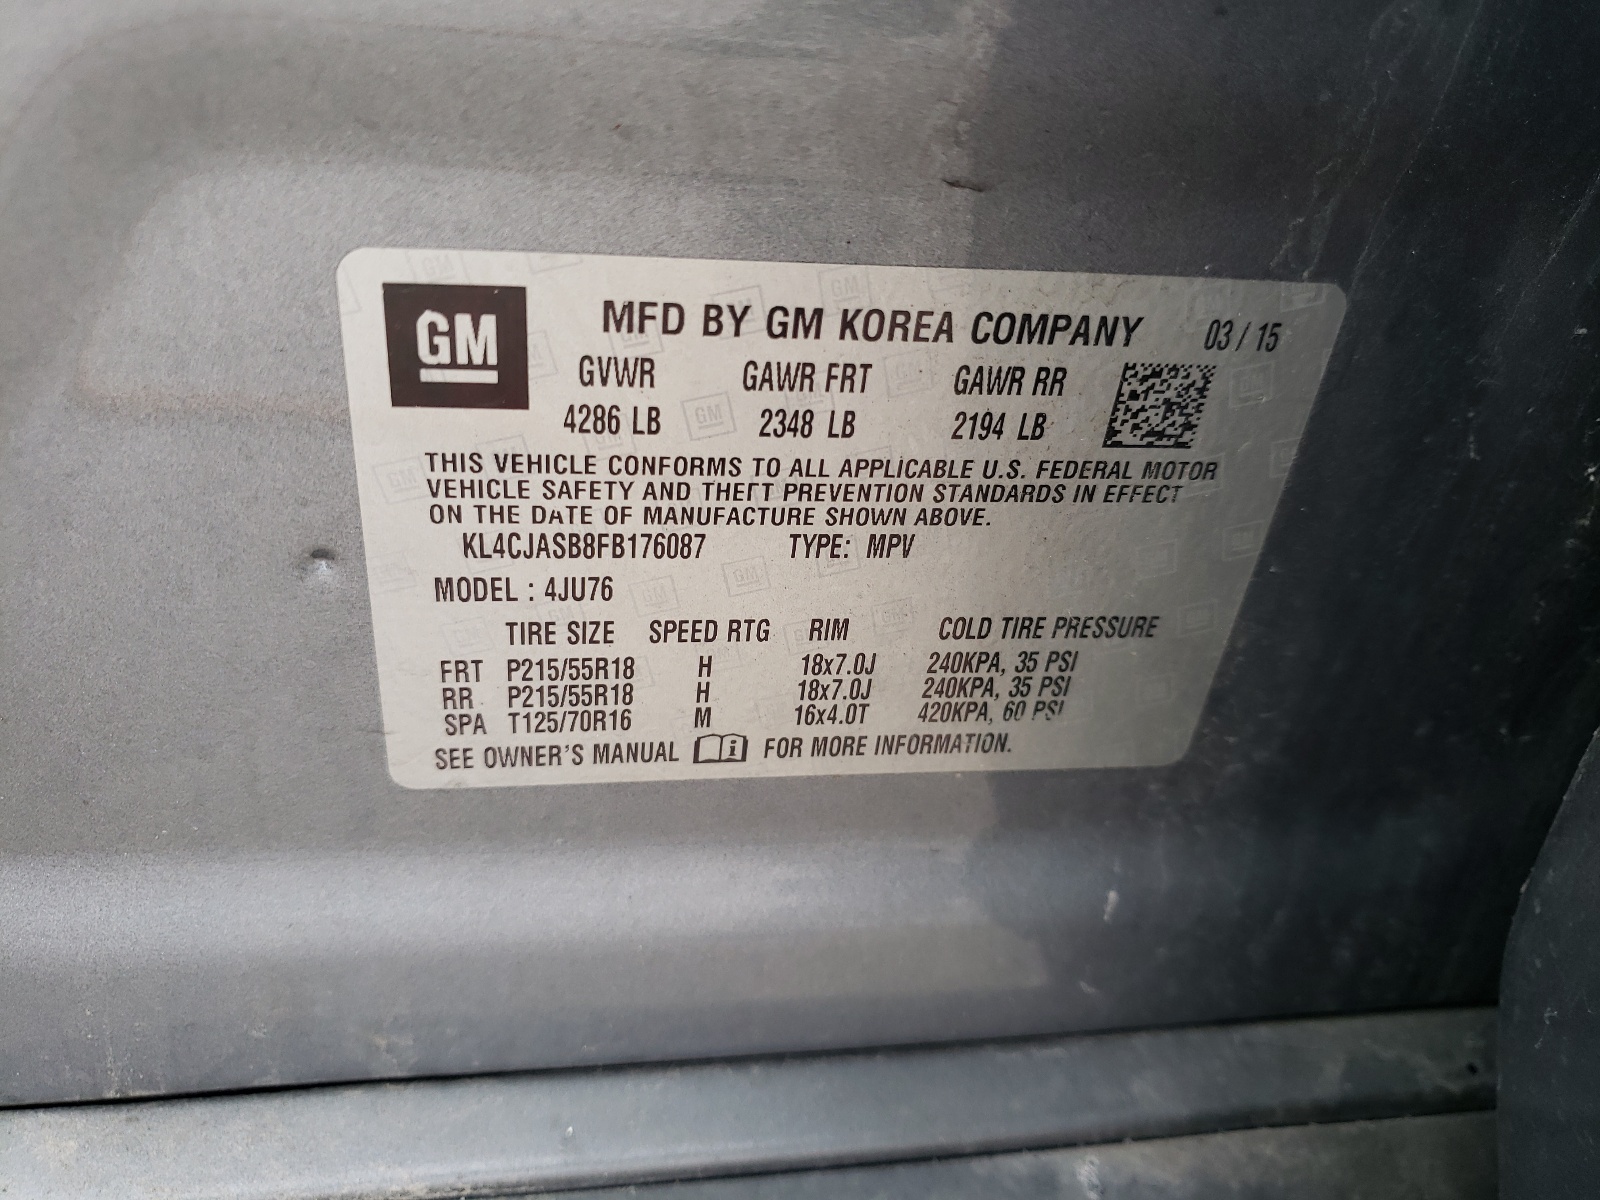 GM
MFD BY GM KOREA COMPANY 03/15
GVWR GAWR FRT GAWR RR
4286 LB 2348 LB 2194 LB
THIS VEHICLE CONFORMS TO ALL APPLICABLE U.S. FEDERAL MOTOR
VEHICLE SAFETY AND THEFT PREVENTION STANDARDS IN EFFECT
ON THE DATE OF MANUFACTURE SHOWN ABOVE.
KL4CJASB8FB176087 TYPE: MPV
MODEL : 4JU76
TIRE SIZE SPEED RTG RIM COLD TIRE PRESSURE
FRT P215/55R18 H 18x7.0J 240KPA, 35 PSI
RR P215/55R18 H 18x7.0J 240KPA, 35 PSI
SPA T125/70R16 M 16x4.0T 420KPA, 60 PSI
SEE OWNER'S MANUAL i FOR MORE INFORMATION.